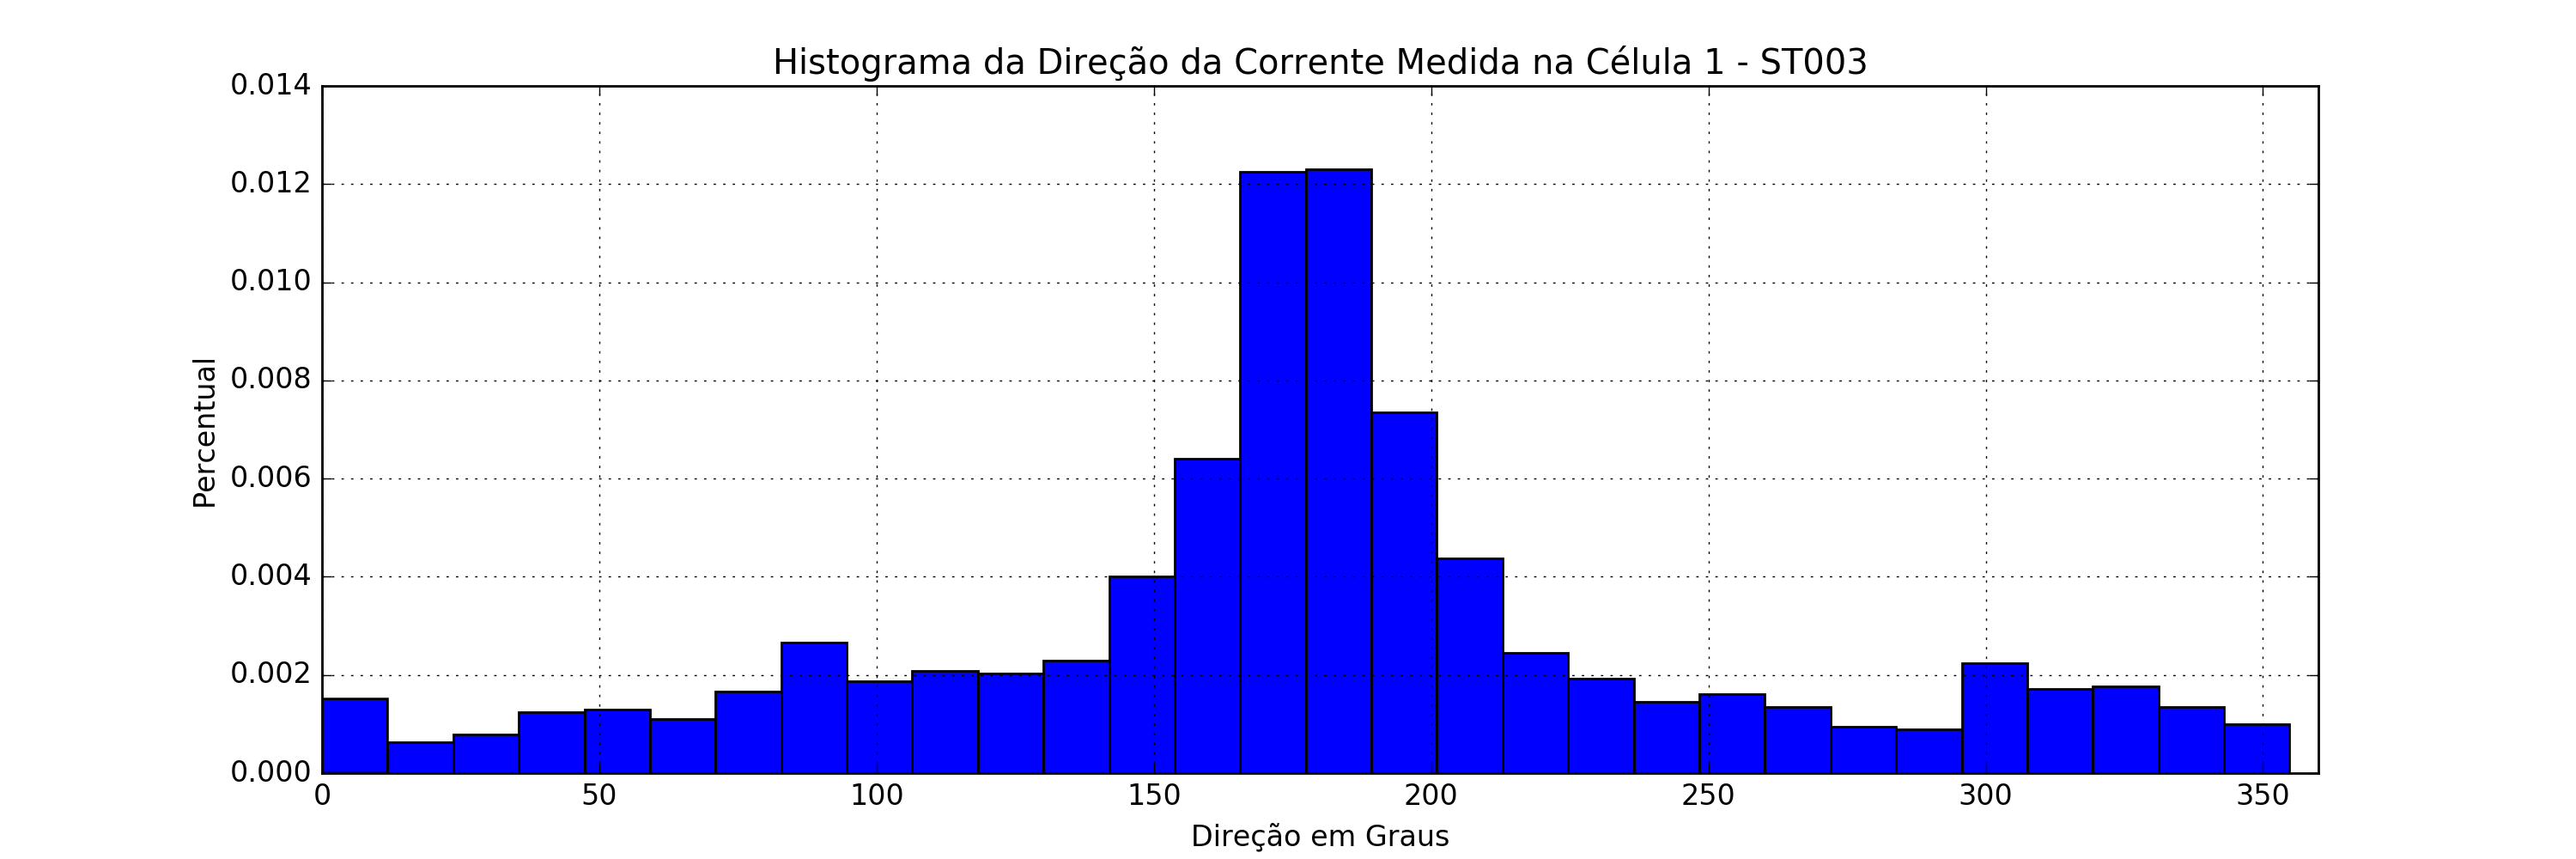 Histograma da Direção da Corrente Medida na Célula 1 - ST003
0.014
0.012
0.010
0.008
0.006
0.004
0.002
0.000
Percentual
0 50 100 150 200 250 300 350
Direção em Graus